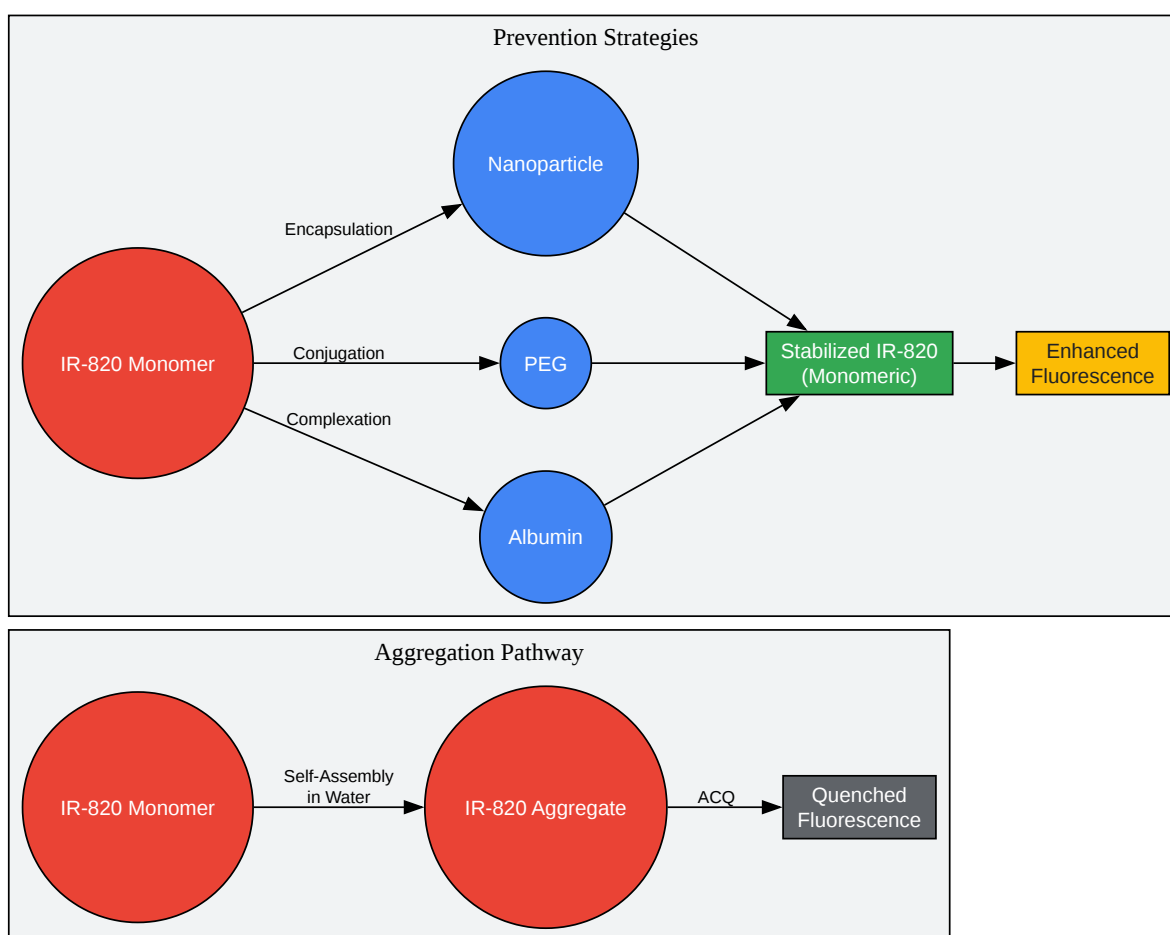 Prevention Strategies
Nanoparticle
Encapsulation
IR-820 Monomer
Conjugation
PEG
Stabilized IR-820
(Monomeric)
Enhanced
Fluorescence
Complexation
Albumin
Aggregation Pathway
IR-820 Monomer
Self-Assembly
in Water
IR-820 Aggregate
ACQ
Quenched
Fluorescence